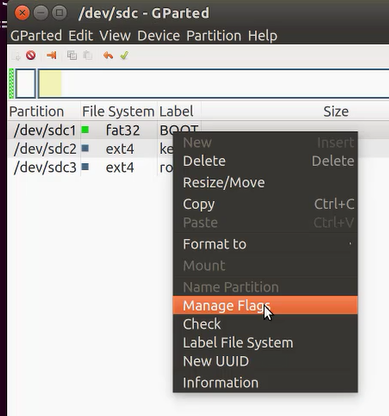 /dev/sdc - GParted
GParted Edit View Device Partition Help
Partition File System Label Size
/dev/sdc1 fat32 BOOT
/dev/sdc2 ext4 ke
/dev/sdc3 ext4 ro
New Insert
Delete Delete
Resize/Move
Copy Ctrl+C
Paste Ctrl+V
Format to
Mount
Name Partition
Manage Flags
Check
Label File System
New UUID
Information